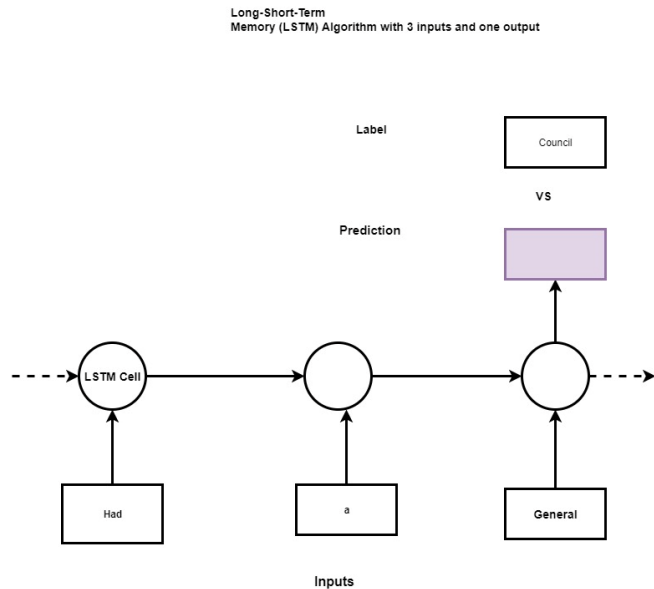 Long-Short-Term
Memory (LSTM) Algorithm with 3 inputs and one output
Label
Council
VS
Prediction
LSTM Cell
Had
a
General
Inputs